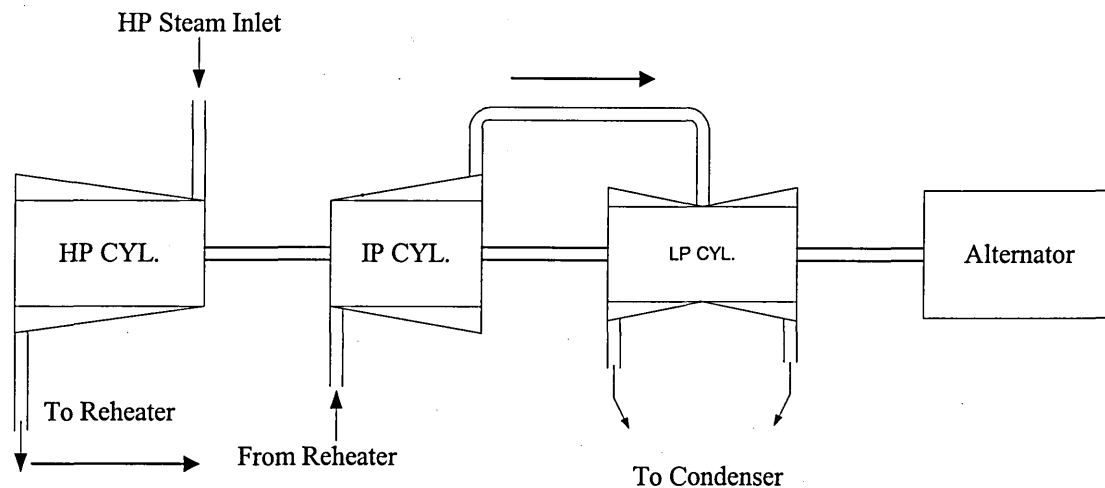 HP Steam Inlet
HP CYL.
IP CYL.
LP CYL.
Alternator
To Reheater
From Reheater
To Condenser